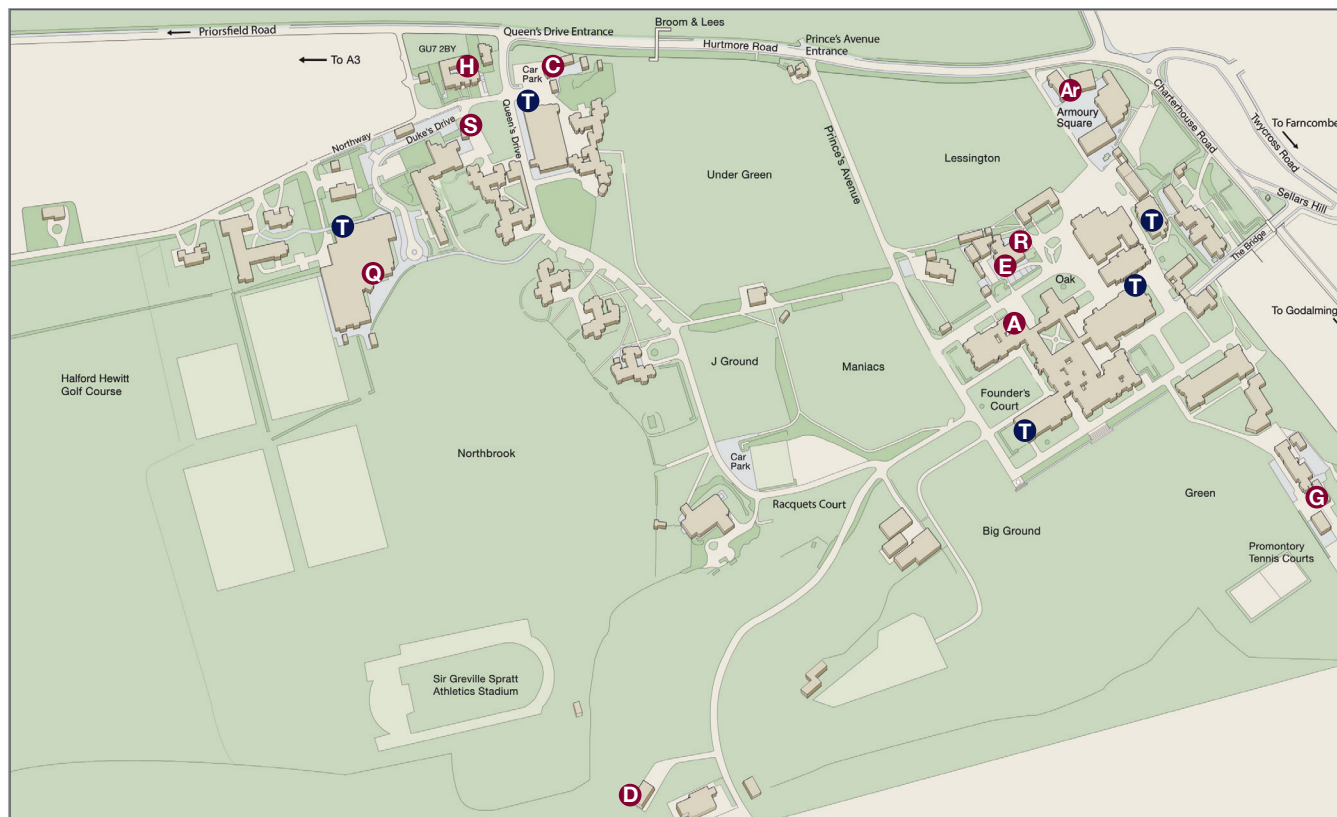 Priorsfield Road
To A3
GU7 2BY
Queen's Drive Entrance
Broom & Lees
Hurtmore Road
Prince's Avenue
Entrance
H
Car
Park
C
T
S
Duke's Drive
Northway
Queen's Drive
Ar
Armoury
Square
Charterhouse Road
Twycross Road
To Farncombe
Sellars Hill
The Bridge
To Godalming
Under Green
Prince's Avenue
Lessington
T
Q
R
E
T
Oak
T
A
Halford Hewitt
Golf Course
J Ground
Maniacs
Founder's
Court
T
Northbrook
Car
Park
Racquets Court
Big Ground
Green
G
Promontory
Tennis Courts
Sir Greville Spratt
Athletics Stadium
D